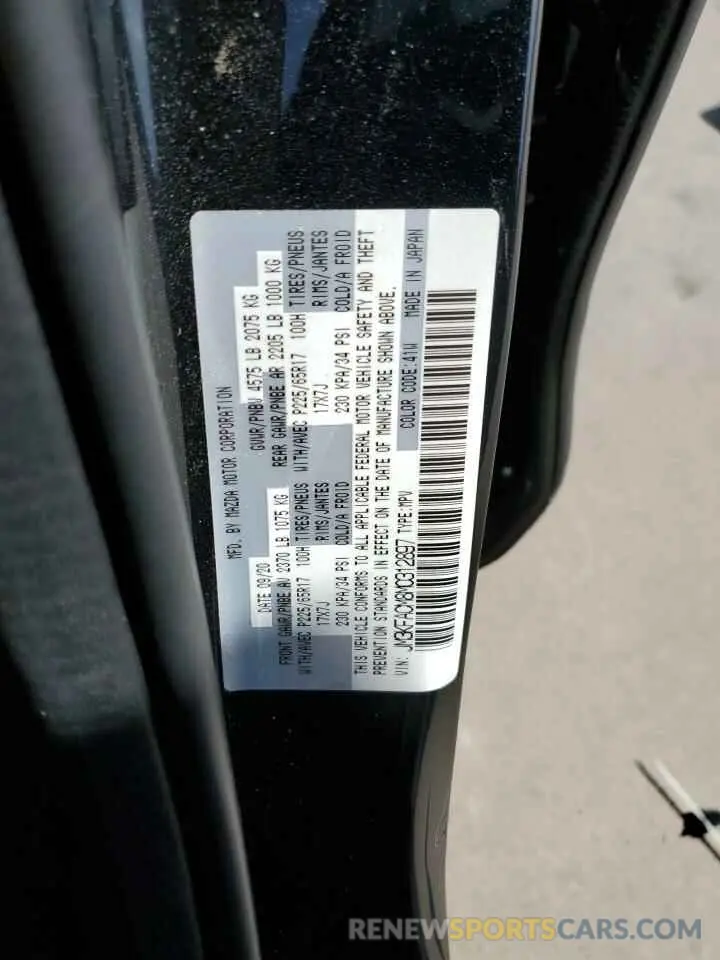 MFD. BY MAZDA MOTOR CORPORATION
DATE 09/20 GVWR/PNBV 4575 LB 2075 KG
FRONT GAWR/PNBE AV 2370 LB 1075 KG REAR GAWR/PNBE AR 2205 LB 1000 KG
WITH/AVEC P225/65R17 100H TIRES/PNEUS WITH/AVEC P225/65R17 100H TIRES/PNEUS
17X7J RIMS/JANTES 17X7J RIMS/JANTES
230 KPA/34 PSI COLD/A FROID 230 KPA/34 PSI COLD/A FROID
THIS VEHICLE CONFORMS TO ALL APPLICABLE FEDERAL MOTOR VEHICLE SAFETY AND THEFT
PREVENTION STANDARDS IN EFFECT ON THE DATE OF MANUFACTURE SHOWN ABOVE.
VIN: JM3KFACY8M0312897 TYPE:MPV COLOR CODE:41W MADE IN JAPAN
RENEWSPORTSCARS.COM